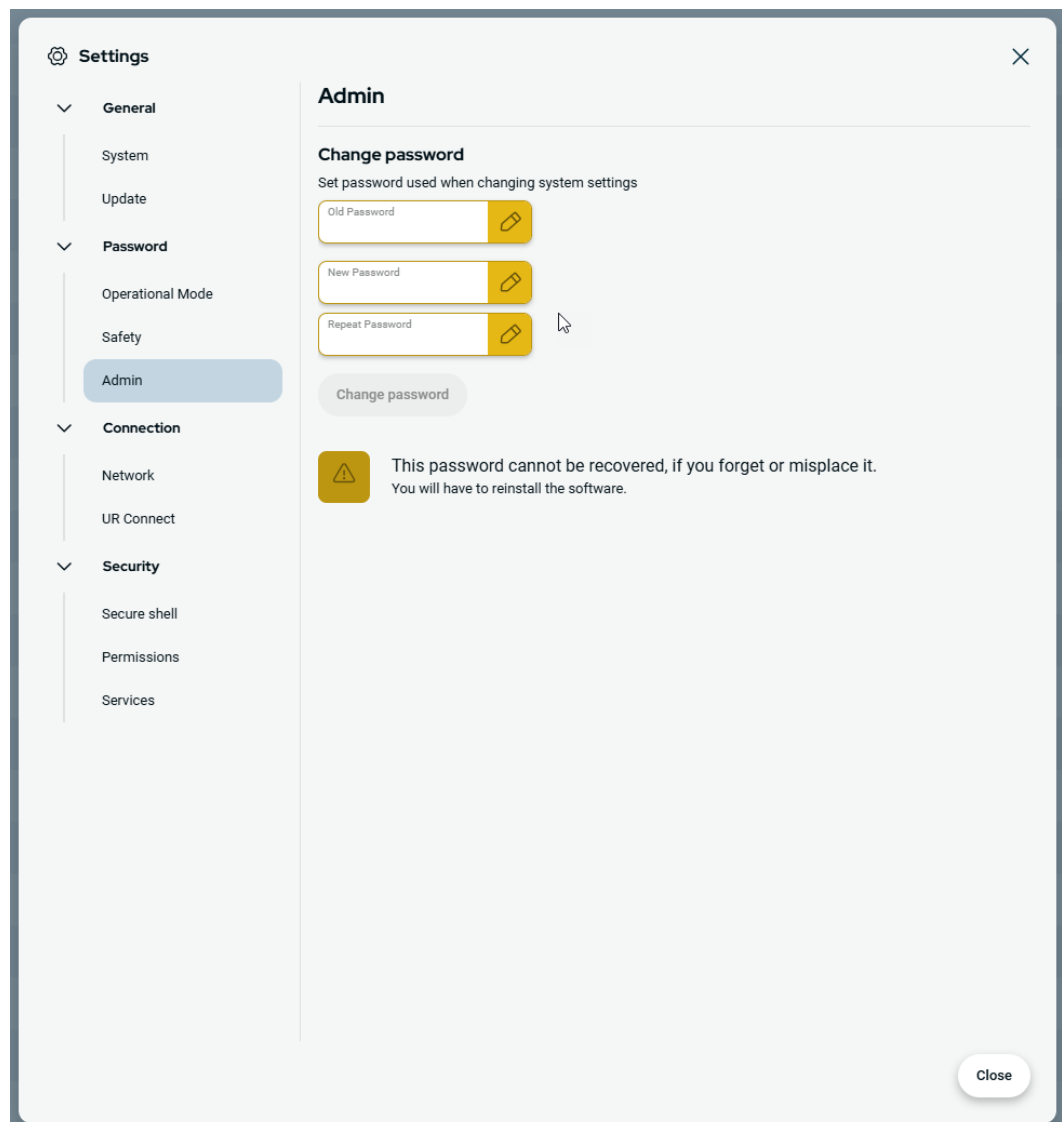 Settings
General
System
Update
Password
Operational Mode
Safety
Admin
Connection
Network
UR Connect
Security
Secure shell
Permissions
Services
Admin
Change password
Set password used when changing system settings
Old Password
New Password
Repeat Password
Change password
This password cannot be recovered, if you forget or misplace it.
You will have to reinstall the software.
Close